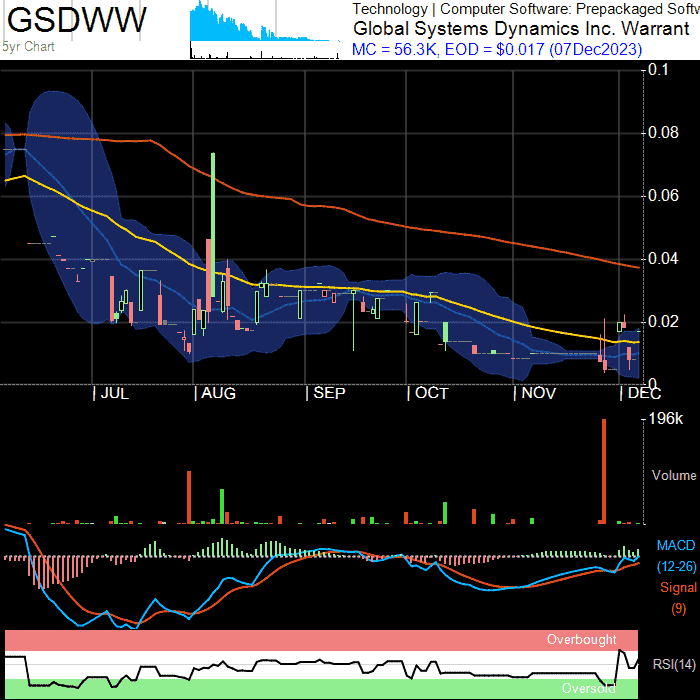 GSDWW
5yr Chart
Technology | Computer Software: Prepackaged Softw
Global Systems Dynamics Inc. Warrant
MC = 56.3K, EOD = $0.017 (07Dec2023)
0.1
0.08
0.06
0.04
0.02
0
| JUL | AUG | SEP | OCT | NOV | DEC
196k
Volume
MACD
(12-26)
Signal
(9)
Overbought
RSI(14)
Oversold